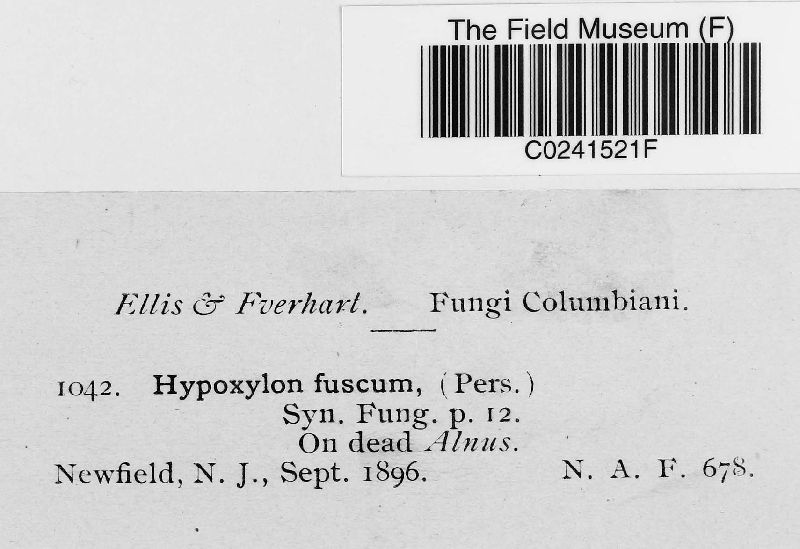 The Field Museum (F)
C0241521F
Ellis & Everhart. Fungi Columbiani.
1042. Hypoxylon fuscum, (Pers.)
Syn. Fung. p. 12.
On dead Alnus.
Newfield, N. J., Sept. 1896. N. A. F. 678.